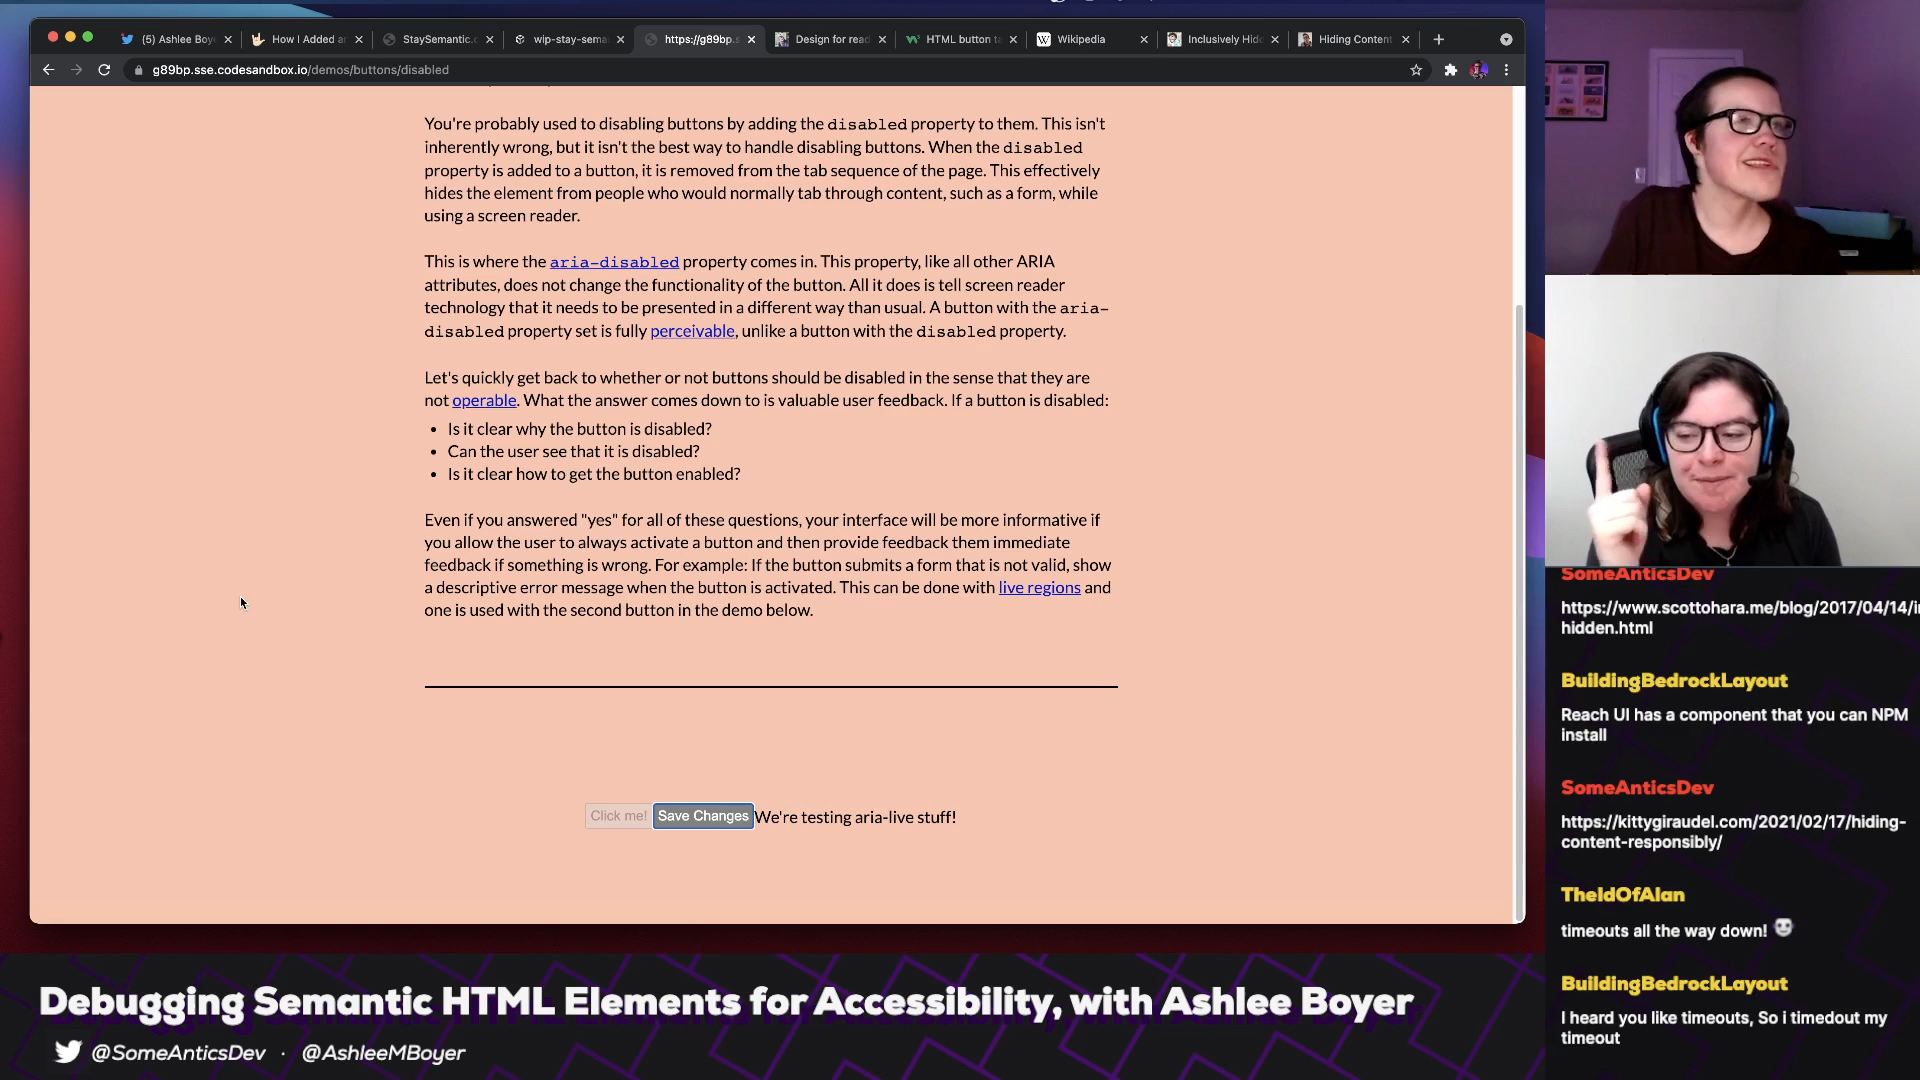 (5) Ashlee Boy
How I Added a
StaySemantic.c
wip-stay-sema
https://g89bp.s
Design for read
HTML button t
Wikipedia
Inclusively Hid
Hiding Content
g89bp.sse.codesandbox.io/demos/buttons/disabled
You're probably used to disabling buttons by adding the disabled property to them. This isn't
inherently wrong, but it isn't the best way to handle disabling buttons. When the disabled
property is added to a button, it is removed from the tab sequence of the page. This effectively
hides the element from people who would normally tab through content, such as a form, while
using a screen reader.
This is where the aria-disabled property comes in. This property, like all other ARIA
attributes, does not change the functionality of the button. All it does is tell screen reader
technology that it needs to be presented in a different way than usual. A button with the aria-
disabled property set is fully perceivable, unlike a button with the disabled property.
Let's quickly get back to whether or not buttons should be disabled in the sense that they are
not operable. What the answer comes down to is valuable user feedback. If a button is disabled:
• Is it clear why the button is disabled?
• Can the user see that it is disabled?
• Is it clear how to get the button enabled?
Even if you answered "yes" for all of these questions, your interface will be more informative if
you allow the user to always activate a button and then provide feedback them immediate
feedback if something is wrong. For example: If the button submits a form that is not valid, show
a descriptive error message when the button is activated. This can be done with live regions and
one is used with the second button in the demo below.
Click me! Save Changes We're testing aria-live stuff!
SomeAnticsDev
https://www.scottohara.me/blog/2017/04/14/in
hidden.html
BuildingBedrockLayout
Reach UI has a component that you can NPM
install
SomeAnticsDev
https://kittygiraudel.com/2021/02/17/hiding-
content-responsibly/
TheIdOfAlan
timeouts all the way down!
BuildingBedrockLayout
I heard you like timeouts, So i timedout my
timeout
Debugging Semantic HTML Elements for Accessibility, with Ashlee Boyer
@SomeAnticsDev · @AshleeMBoyer